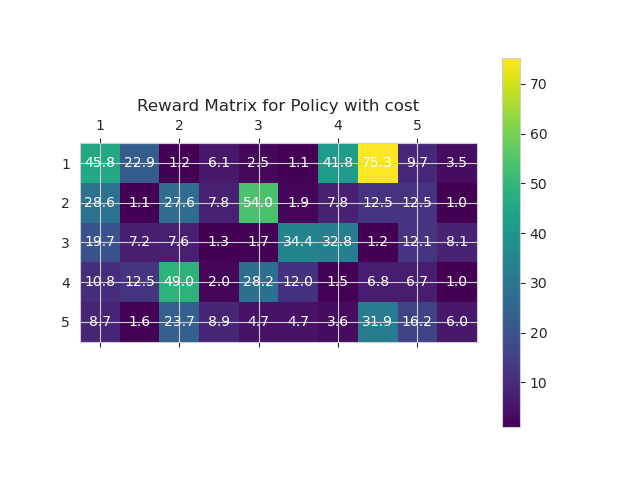 Reward Matrix for Policy with cost
1 2 3 4 5
1 45.8 22.9 1.2 6.1 2.5 1.1 41.8 75.3 9.7 3.5
2 28.6 1.1 27.6 7.8 54.0 1.9 7.8 12.5 12.5 1.0
3 19.7 7.2 7.6 1.3 1.7 34.4 32.8 1.2 12.1 8.1
4 10.8 12.5 49.0 2.0 28.2 12.0 1.5 6.8 6.7 1.0
5 8.7 1.6 23.7 8.9 4.7 4.7 3.6 31.9 16.2 6.0
70
60
50
40
30
20
10